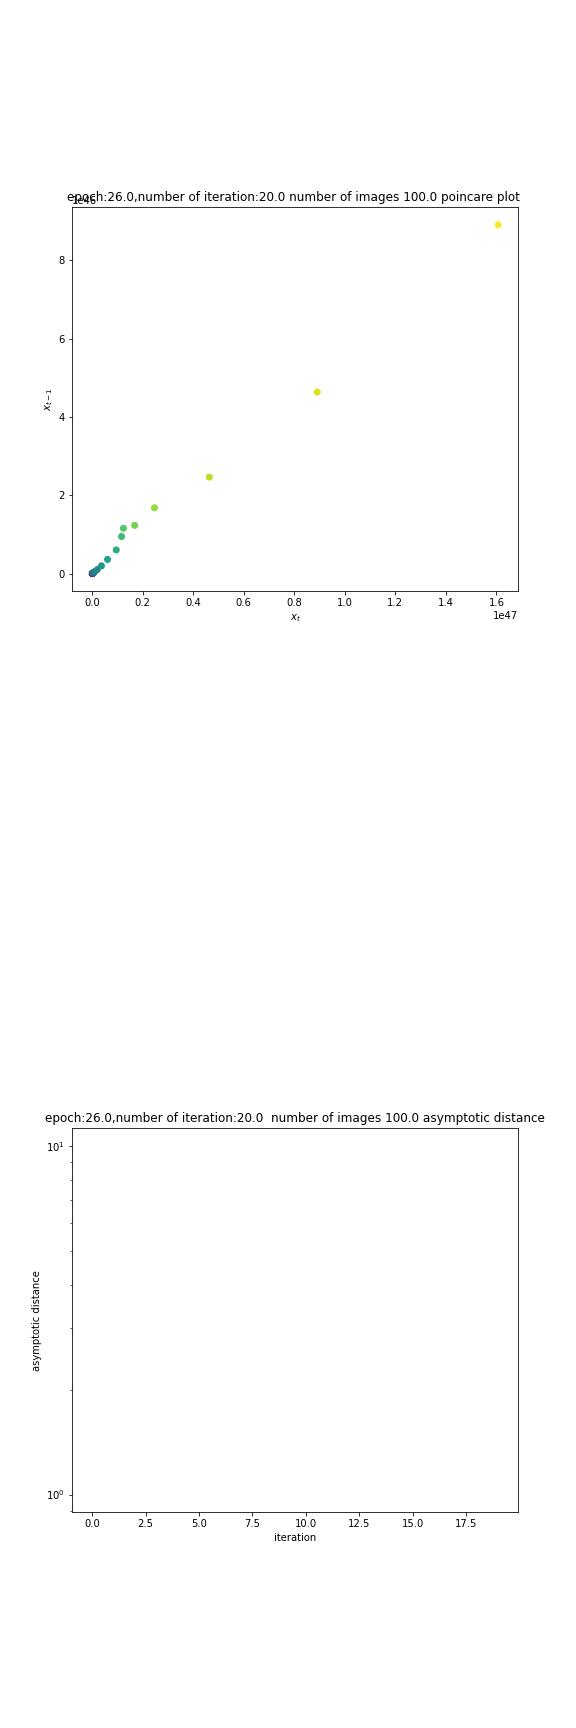 epoch:26.0,number of iteration:20.0 number of images 100.0 poincare plot
1e46
8
6
4
2
0
x_{t-1}
0.0 0.2 0.4 0.6 0.8 1.0 1.2 1.4 1.6
x_t
1e47
epoch:26.0,number of iteration:20.0  number of images 100.0 asymptotic distance
10^1
10^0
asymptotic distance
0.0 2.5 5.0 7.5 10.0 12.5 15.0 17.5
iteration